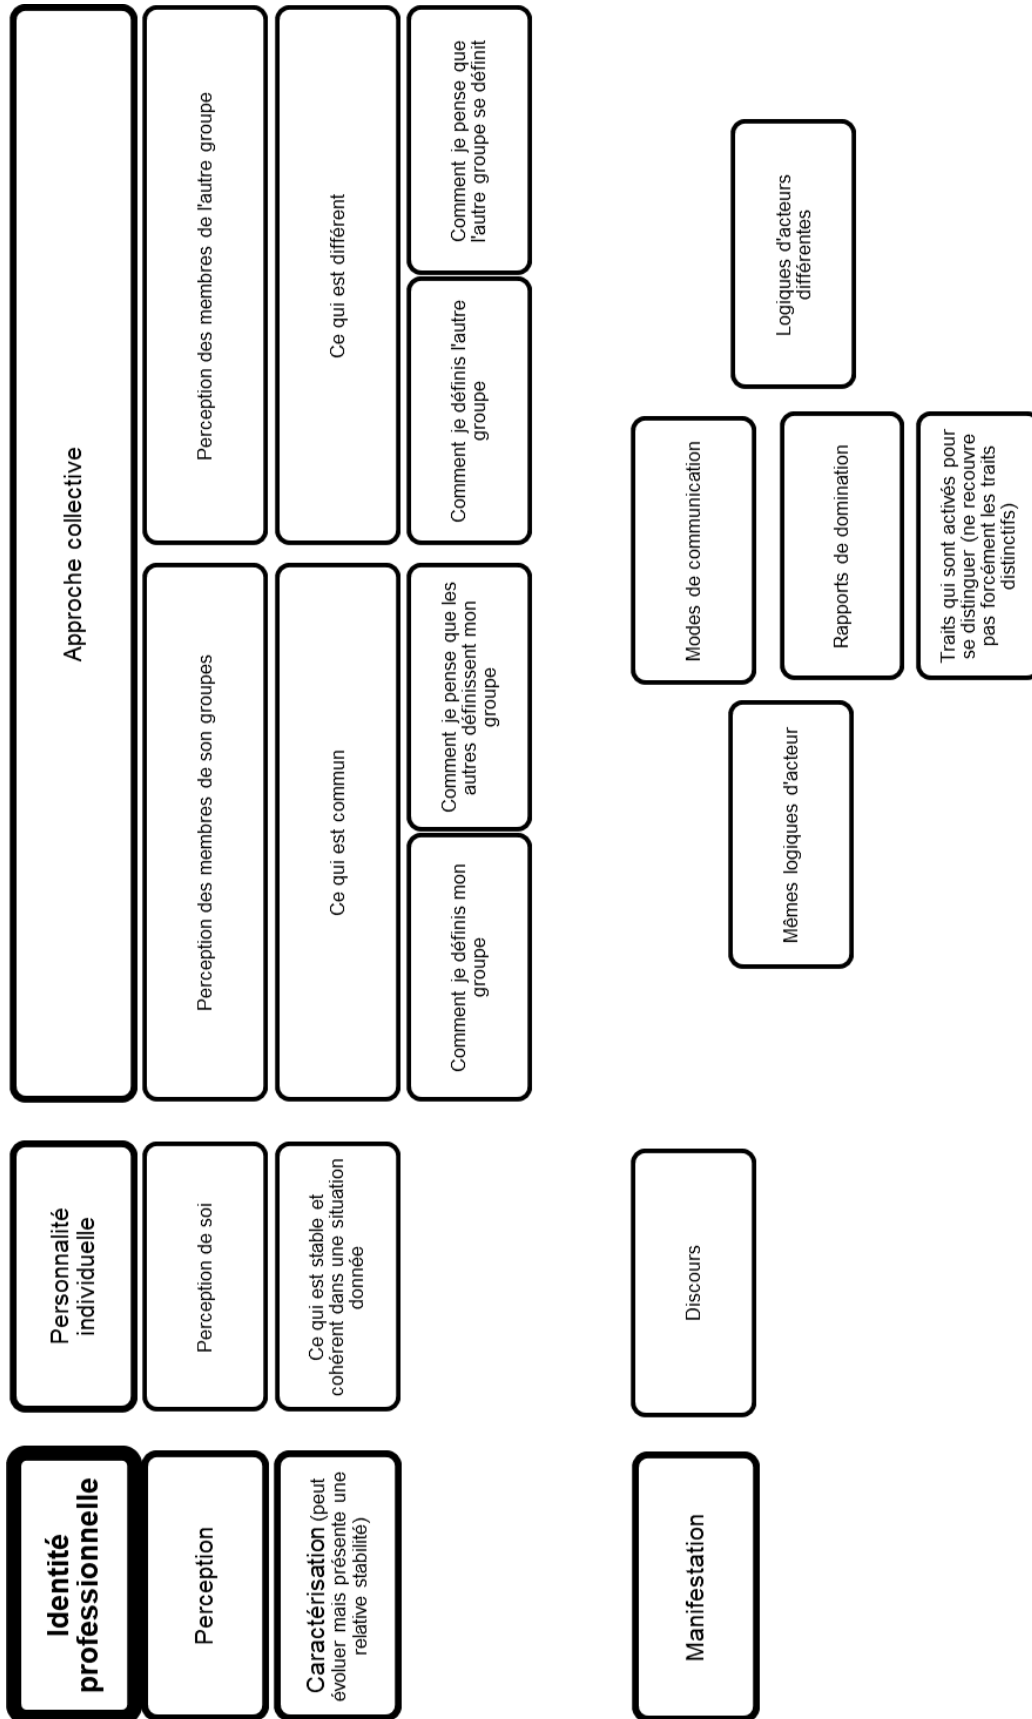 Identité
professionnelle
Personnalité
individuelle
Approche collective
Perception
Perception de soi
Perception des membres de son groupes
Perception des membres de l'autre groupe
Caractérisation (peut
évoluer mais présente une
relative stabilité)
Ce qui est stable et
cohérent dans une situation
donnée
Ce qui est commun
Ce qui est différent
Comment je définis mon
groupe
Comment je pense que les
autres définissent mon
groupe
Comment je définis l'autre
groupe
Comment je pense que
l'autre groupe se définit
Manifestation
Discours
Modes de communication
Mêmes logiques d'acteur
Rapports de domination
Logiques d'acteurs
différentes
Traits qui sont activés pour
se distinguer (ne recouvre
pas forcément les traits
distinctifs)